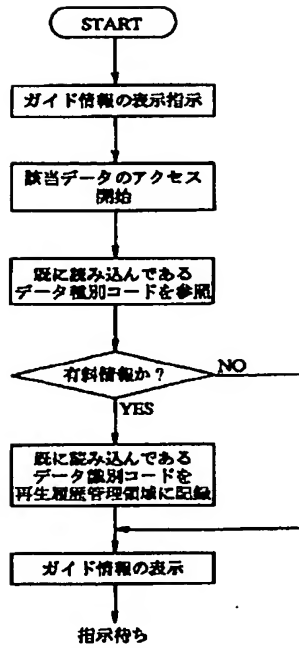 START
ガイド情報の表示指示
該当データのアクセス
開始
既に読み込んである
データ種別コードを参照
有料情報か？
NO
YES
既に読み込んである
データ識別コードを
再生履歴管理領域に記録
ガイド情報の表示
指示待ち